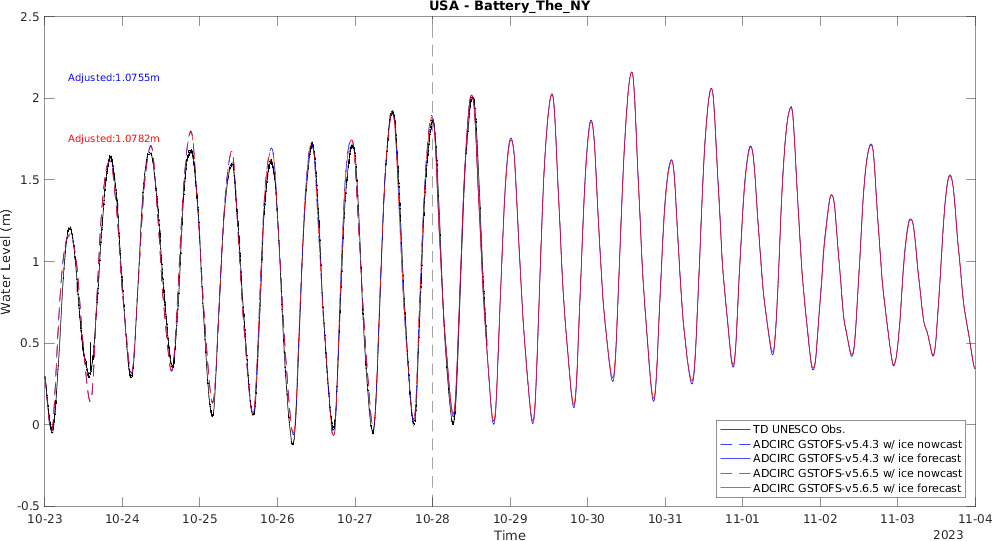 USA - Battery_The_NY
2.5
2
1.5
1
0.5
0
-0.5
Water Level (m)
Adjusted:1.0755m
Adjusted:1.0782m
TD UNESCO Obs.
ADCIRC GSTOFS-v5.4.3 w/ ice nowcast
ADCIRC GSTOFS-v5.4.3 w/ ice forecast
ADCIRC GSTOFS-v5.6.5 w/ ice nowcast
ADCIRC GSTOFS-v5.6.5 w/ ice forecast
10-23 10-24 10-25 10-26 10-27 10-28 10-29 10-30 10-31 11-01 11-02 11-03 11-04
Time
2023